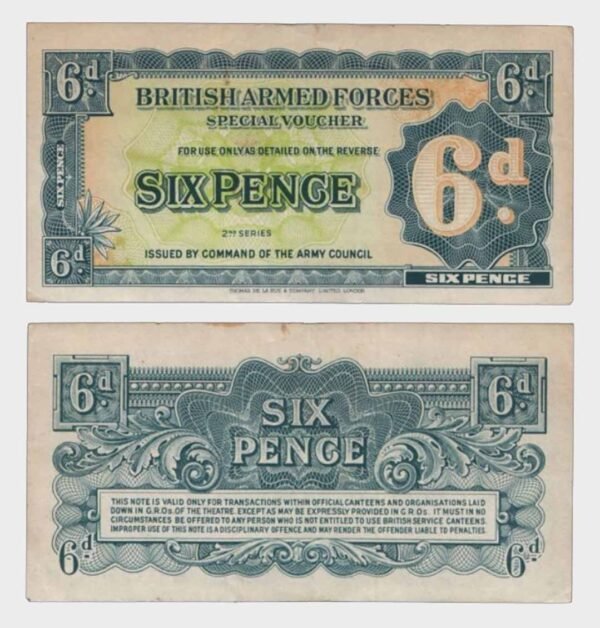 6d
6d
BRITISH ARMED FORCES
SPECIAL VOUCHER
FOR USE ONLY AS DETAILED ON THE REVERSE
SIXPENCE
SIX PENCE
6d
2ND SERIES
ISSUED BY COMMAND OF THE ARMY COUNCIL
6d
SIXPENCE
THOMAS DE LA RUE & COMPANY, LIMITED, LONDON
6d
6d
SIX
PENCE
THIS NOTE IS VALID ONLY FOR TRANSACTIONS WITHIN OFFICIAL CANTEENS AND ORGANISATIONS LAID
DOWN IN G.R.OS. OF THE THEATRE. EXCEPT AS MAY BE EXPRESSLY PROVIDED IN G.R.OS. IT MUST IN NO
CIRCUMSTANCES BE OFFERED TO ANY PERSON WHO IS NOT ENTITLED TO USE BRITISH SERVICE CANTEENS.
IMPROPER USE OF THIS NOTE IS A DISCIPLINARY OFFENCE AND MAY RENDER THE OFFENDER LIABLE TO PENALTIES.
6d
6d